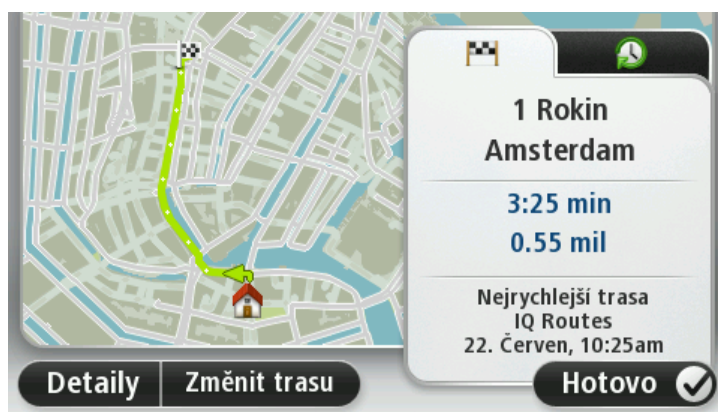 1 Rokin
Amsterdam
3:25 min
0.55 mil
Nejrychlejší trasa
IQ Routes
22. Červen, 10:25am
Detaily
Změnit trasu
Hotovo